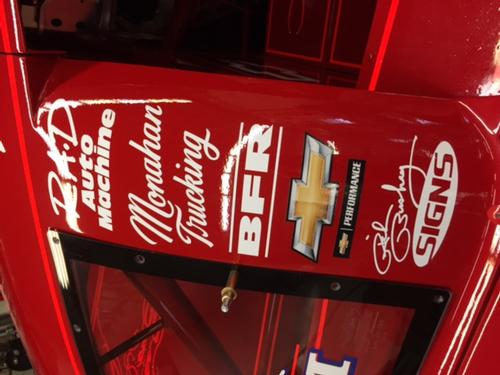 R.A.D
Auto
Machine
Monahan
Trucking
BFR
PERFORMANCE
SIGNS